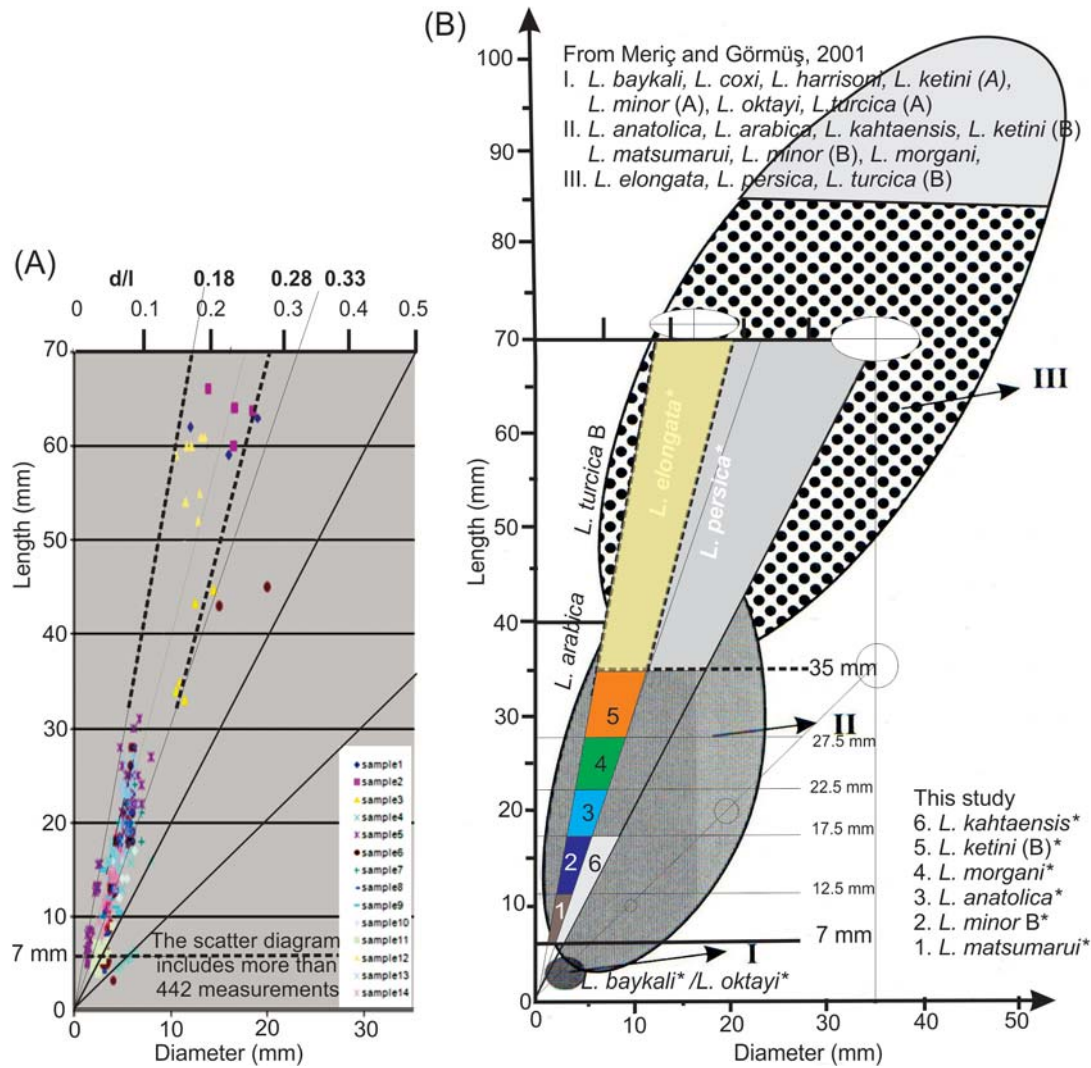 (A)
d/l 0.18 0.28 0.33
0 0.1 0.2 0.3 0.4 0.5
70
60
50
40
30
20
10
7 mm
0
Length (mm)
0 10 20 30
Diameter (mm)
The scatter diagram
includes more than
442 measurements
sample1
sample2
sample3
sample4
sample5
sample6
sample7
sample8
sample9
sample10
sample11
sample12
sample13
sample14
(B)
From Meriç and Görmüş, 2001
I. L. baykali, L. coxi, L. harrisoni, L. ketini (A),
L. minor (A), L. oktayi, L.turcica (A)
II. L. anatolica, L. arabica, L. kahtaensis, L. ketini (B)
L. matsumarui, L. minor (B), L. morgani,
III. L. elongata, L. persica, L. turcica (B)
100
90
80
70
60
50
40
30
20
10
0
Length (mm)
L. turcica B
L. elongata*
L. persica*
III
L. arabica
35 mm
II
5
27.5 mm
4
22.5 mm
3
17.5 mm
2 6
12.5 mm
1
7 mm
I
L. baykali* /L. oktayi*
This study
6. L. kahtaensis*
5. L. ketini (B)*
4. L. morgani*
3. L. anatolica*
2. L. minor B*
1. L. matsumarui*
0 10 20 30 40 50
Diameter (mm)